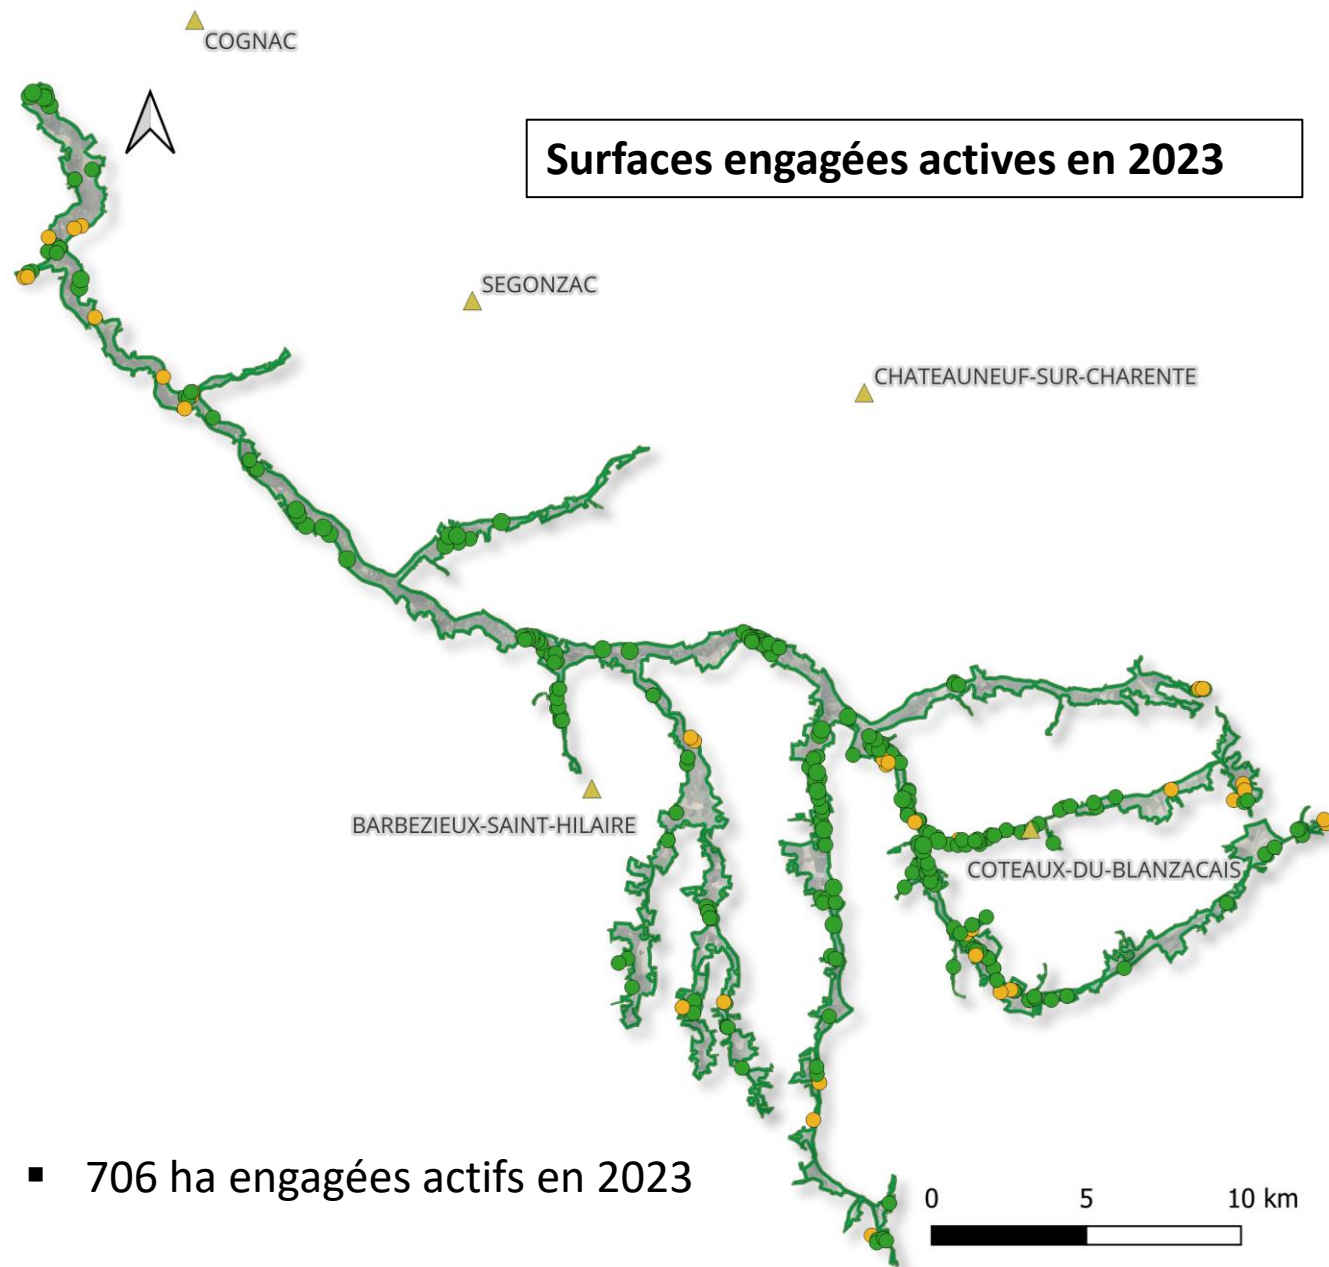 COGNAC
Surfaces engagées actives en 2023
SEGONZAC
CHATEAUNEUF-SUR-CHARENTE
BARBEZIEUX-SAINT-HILAIRE
COTEAUX-DU-BLANZACAIS
▪ 706 ha engagées actifs en 2023
0 5 10 km